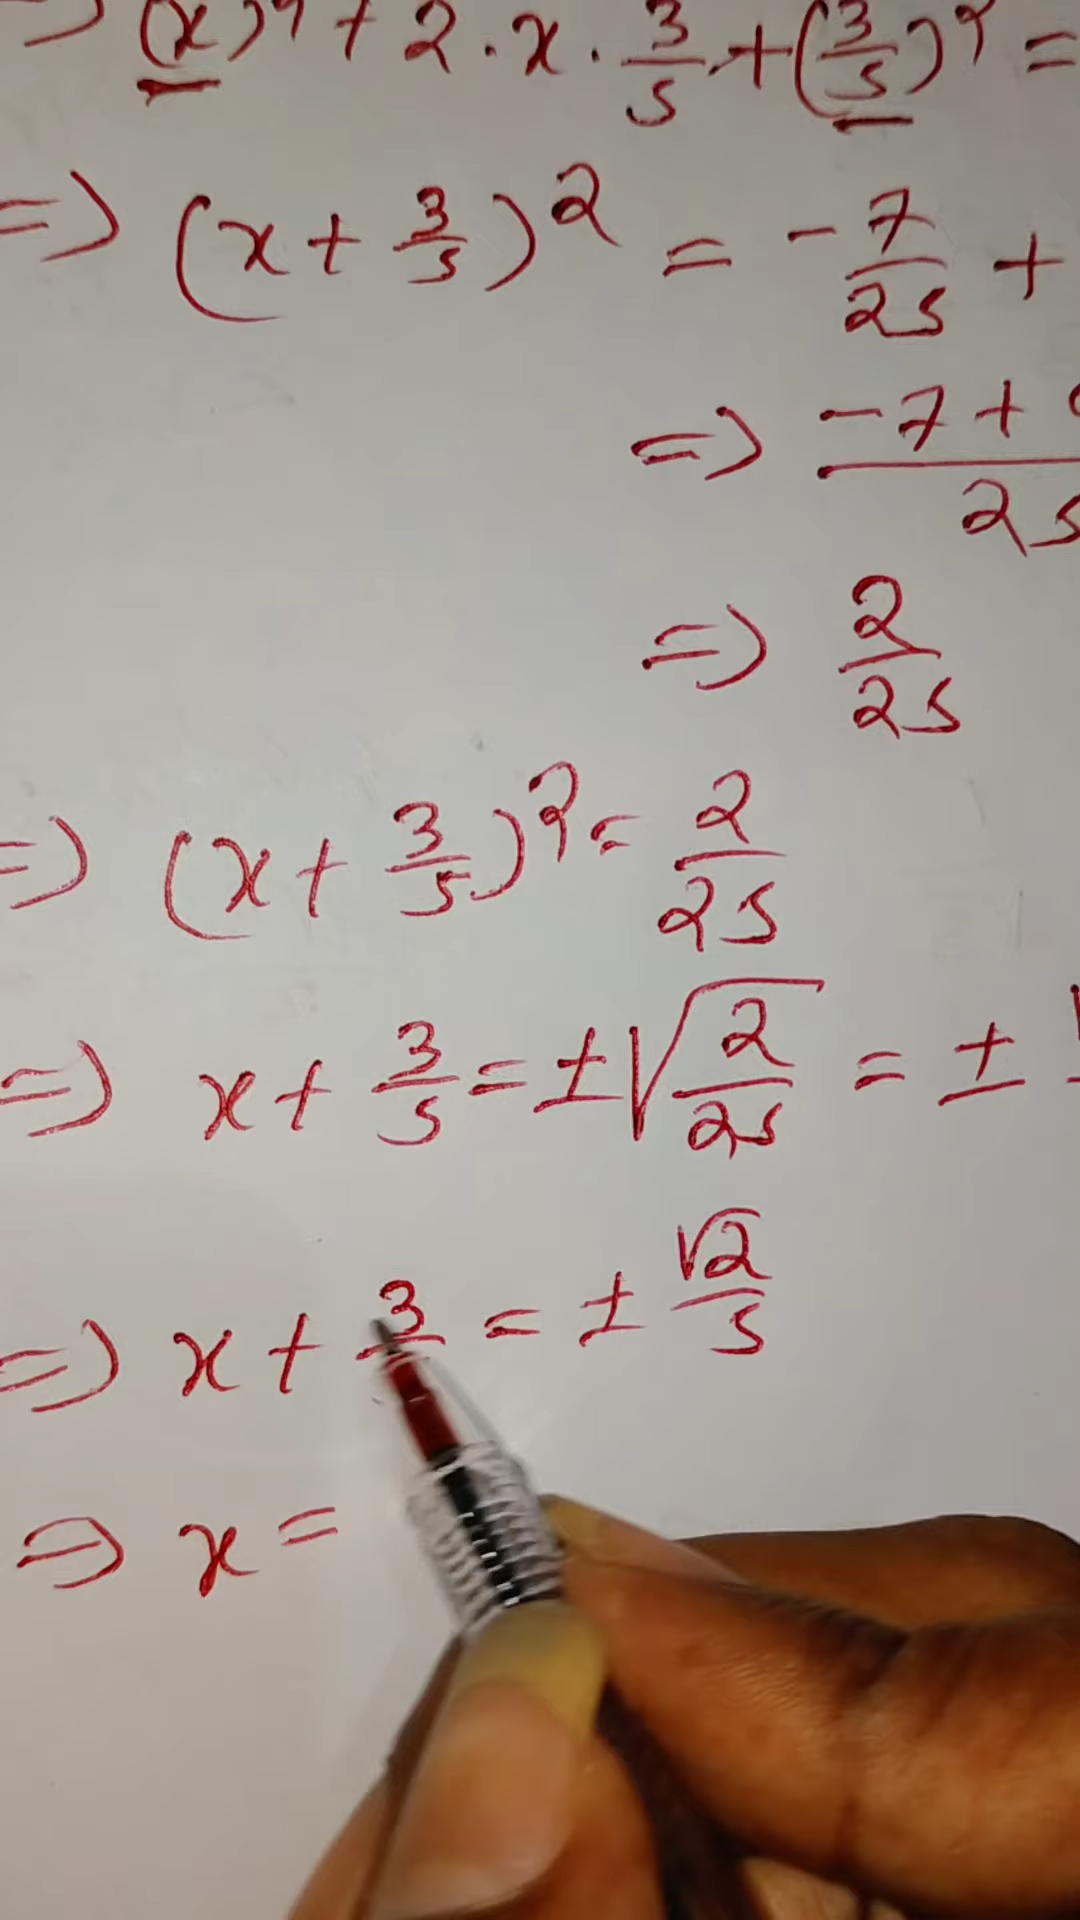 => (x)² + 2 . x . 3/5 + (3/5)² =
=> (x + 3/5)² = -7/25 +
=> -7 + /25
=> 2/25
=> (x + 3/5)² = 2/25
=> x + 3/5 = ±√(2/25) = ±
=> x + 3/ = ± √2/5
=> x =